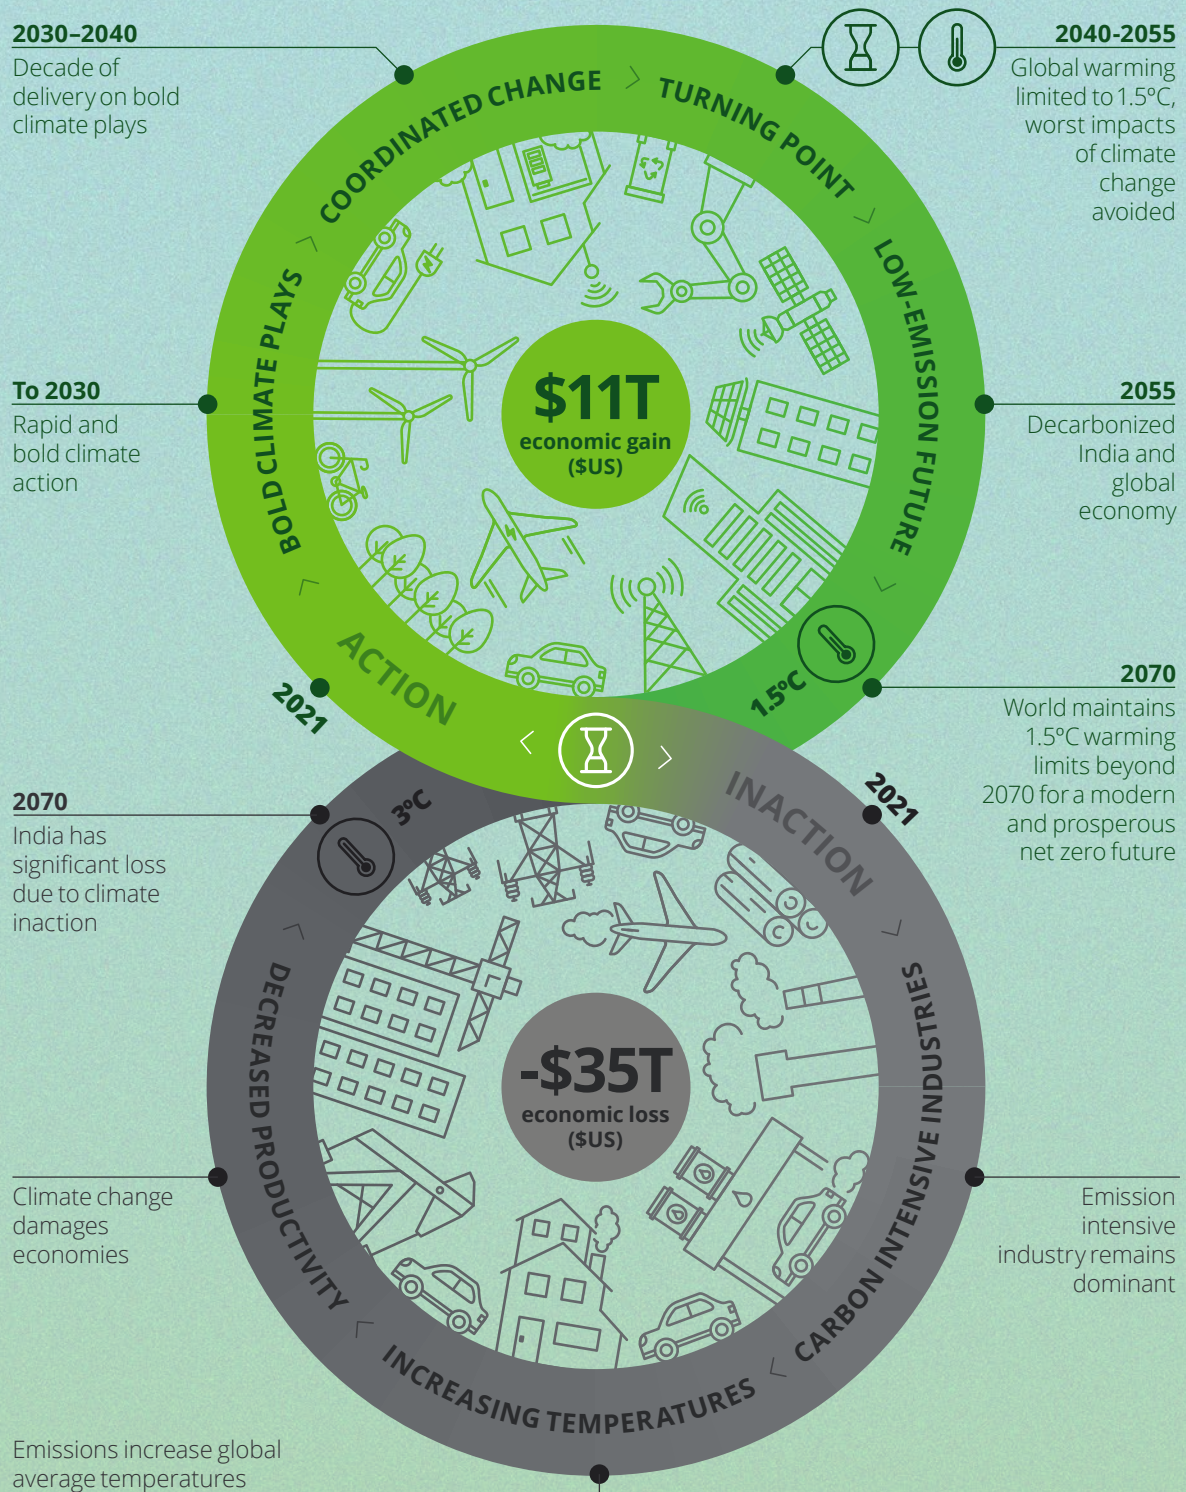 2030–2040
Decade of
delivery on bold
climate plays
2040-2055
Global warming
limited to 1.5ºC,
worst impacts
of climate
change
avoided
COORDINATED CHANGE
TURNING POINT
BOLD CLIMATE PLAYS
LOW-EMISSION FUTURE
To 2030
Rapid and
bold climate
action
$11T
economic gain
($US)
2055
Decarbonized
India and
global
economy
ACTION
2021
1.5ºC
2070
World maintains
1.5ºC warming
limits beyond
2070 for a modern
and prosperous
net zero future
INACTION
2021
2070
India has
significant loss
due to climate
inaction
3ºC
DECREASED PRODUCTIVITY
CARBON INTENSIVE INDUSTRIES
-$35T
economic loss
($US)
Climate change
damages
economies
Emission
intensive
industry remains
dominant
INCREASING TEMPERATURES
Emissions increase global
average temperatures